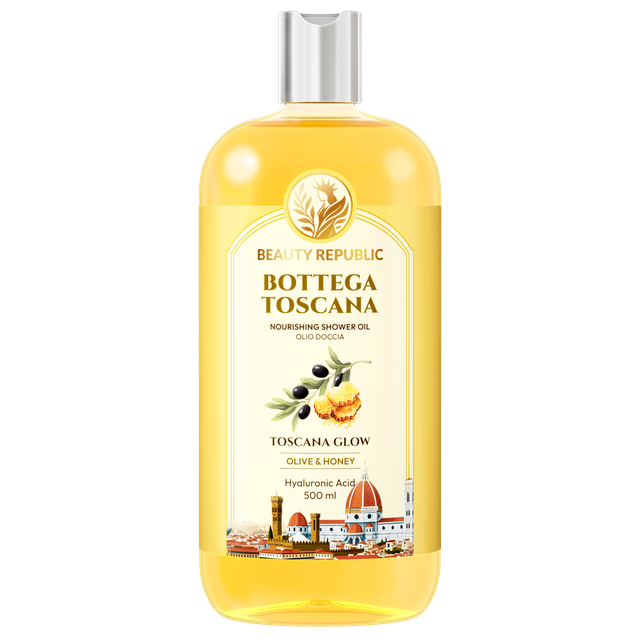 BEAUTY REPUBLIC
BOTTEGA
TOSCANA
NOURISHING SHOWER OIL
OLIO DOCCIA
TOSCANA GLOW
OLIVE & HONEY
Hyaluronic Acid
500 ml